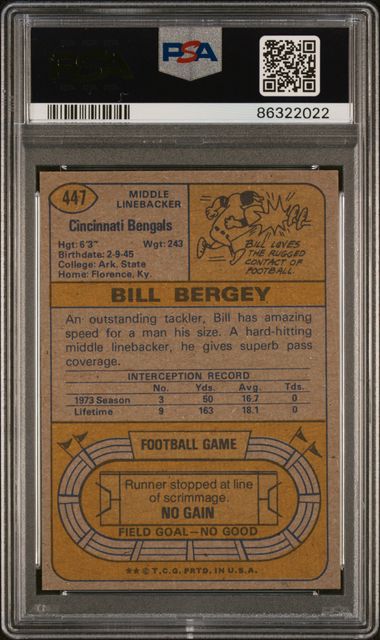 PSA
86322022
447
MIDDLE
LINEBACKER
Cincinnati Bengals
Hgt: 6'3" Wgt: 243
Birthdate: 2-9-45
College: Ark. State
Home: Florence, Ky.
BILL LOVES
THE RUGGED
CONTACT OF
FOOTBALL.
BILL BERGEY
An outstanding tackler, Bill has amazing
speed for a man his size. A hard-hitting
middle linebacker, he gives superb pass
coverage.
INTERCEPTION RECORD
No. Yds. Avg. Tds.
1973 Season 3 50 16.7 0
Lifetime 9 163 18.1 0
FOOTBALL GAME
Runner stopped at line
of scrimmage.
NO GAIN
FIELD GOAL—NO GOOD
★★ © T.C.G. PRTD. IN U.S.A.